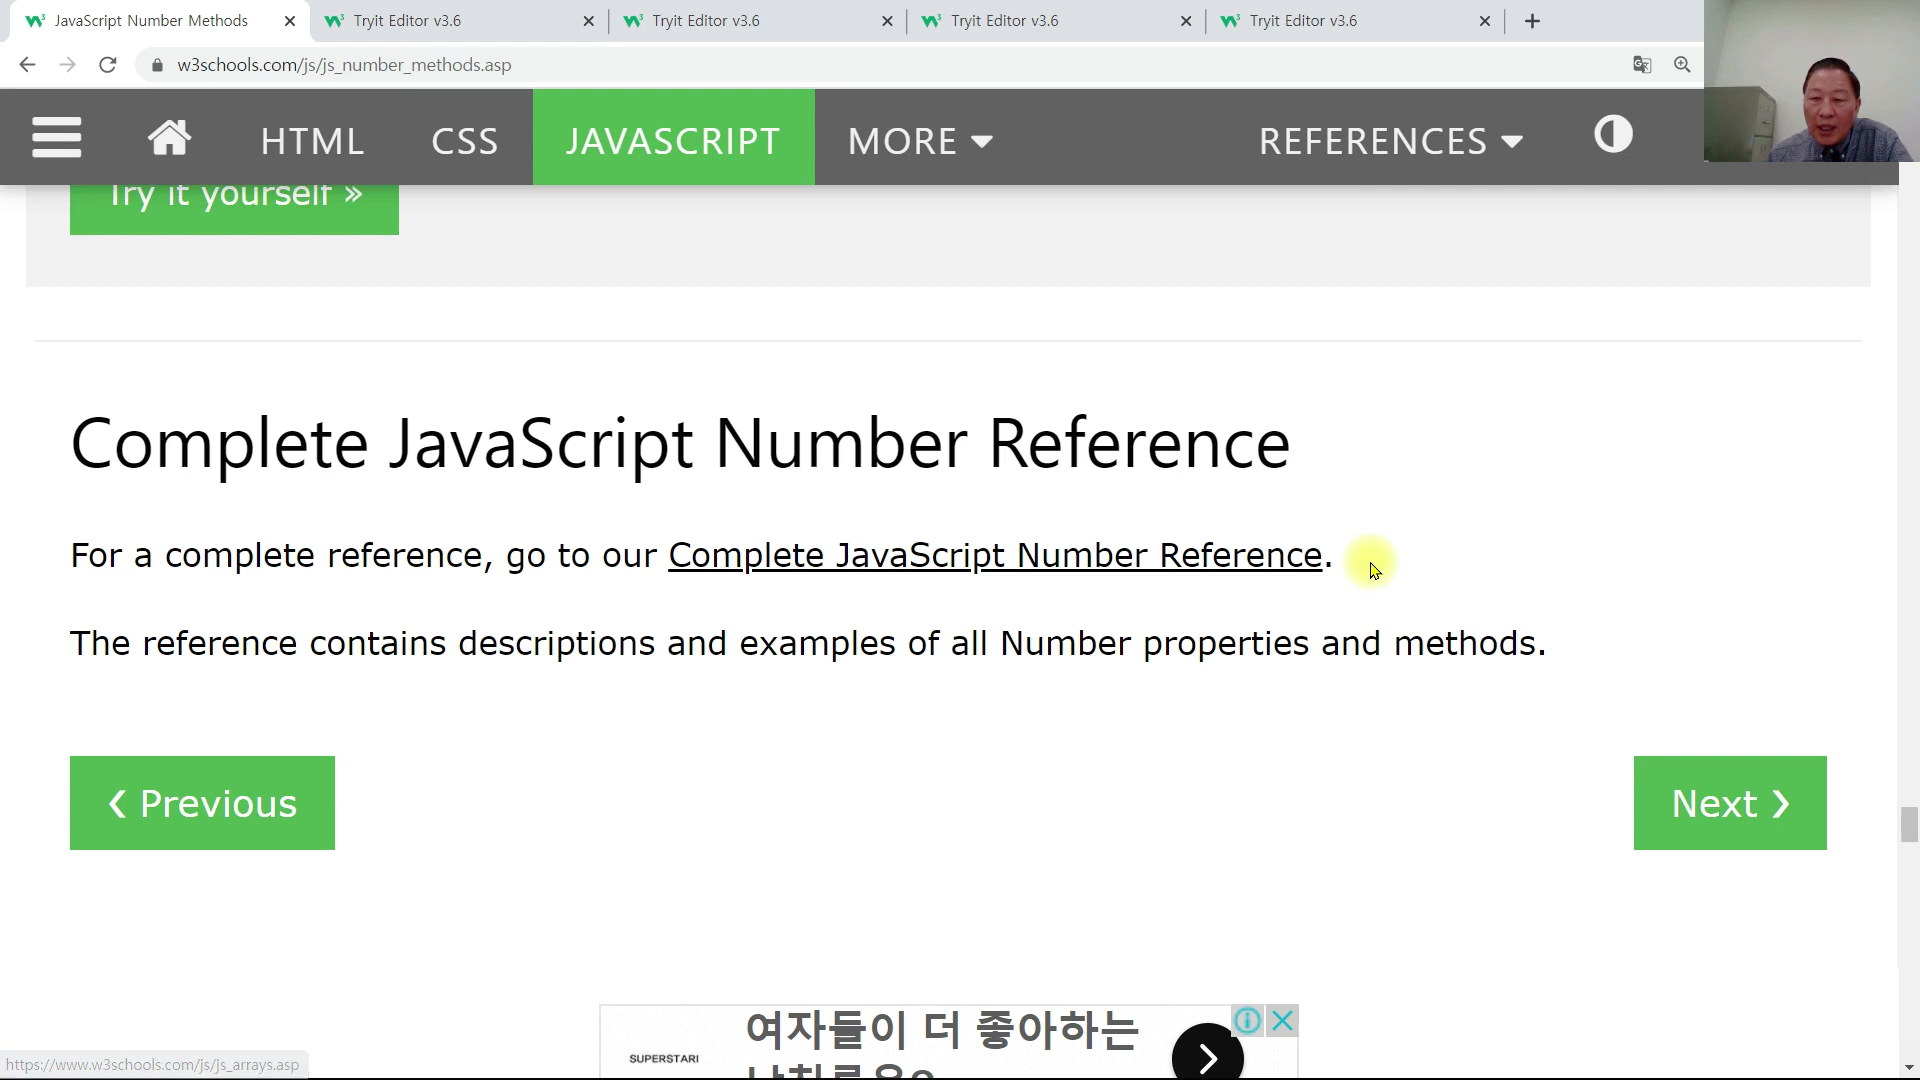 JavaScript Number Methods
Tryit Editor v3.6
Tryit Editor v3.6
Tryit Editor v3.6
Tryit Editor v3.6
w3schools.com/js/js_number_methods.asp
HTML
CSS
JAVASCRIPT
MORE
REFERENCES
Try it yourself »
Complete JavaScript Number Reference
For a complete reference, go to our Complete JavaScript Number Reference.
The reference contains descriptions and examples of all Number properties and methods.
❮ Previous
Next ❯
여자들이 더 좋아하는
SUPERSTARI
https://www.w3schools.com/js/js_arrays.asp